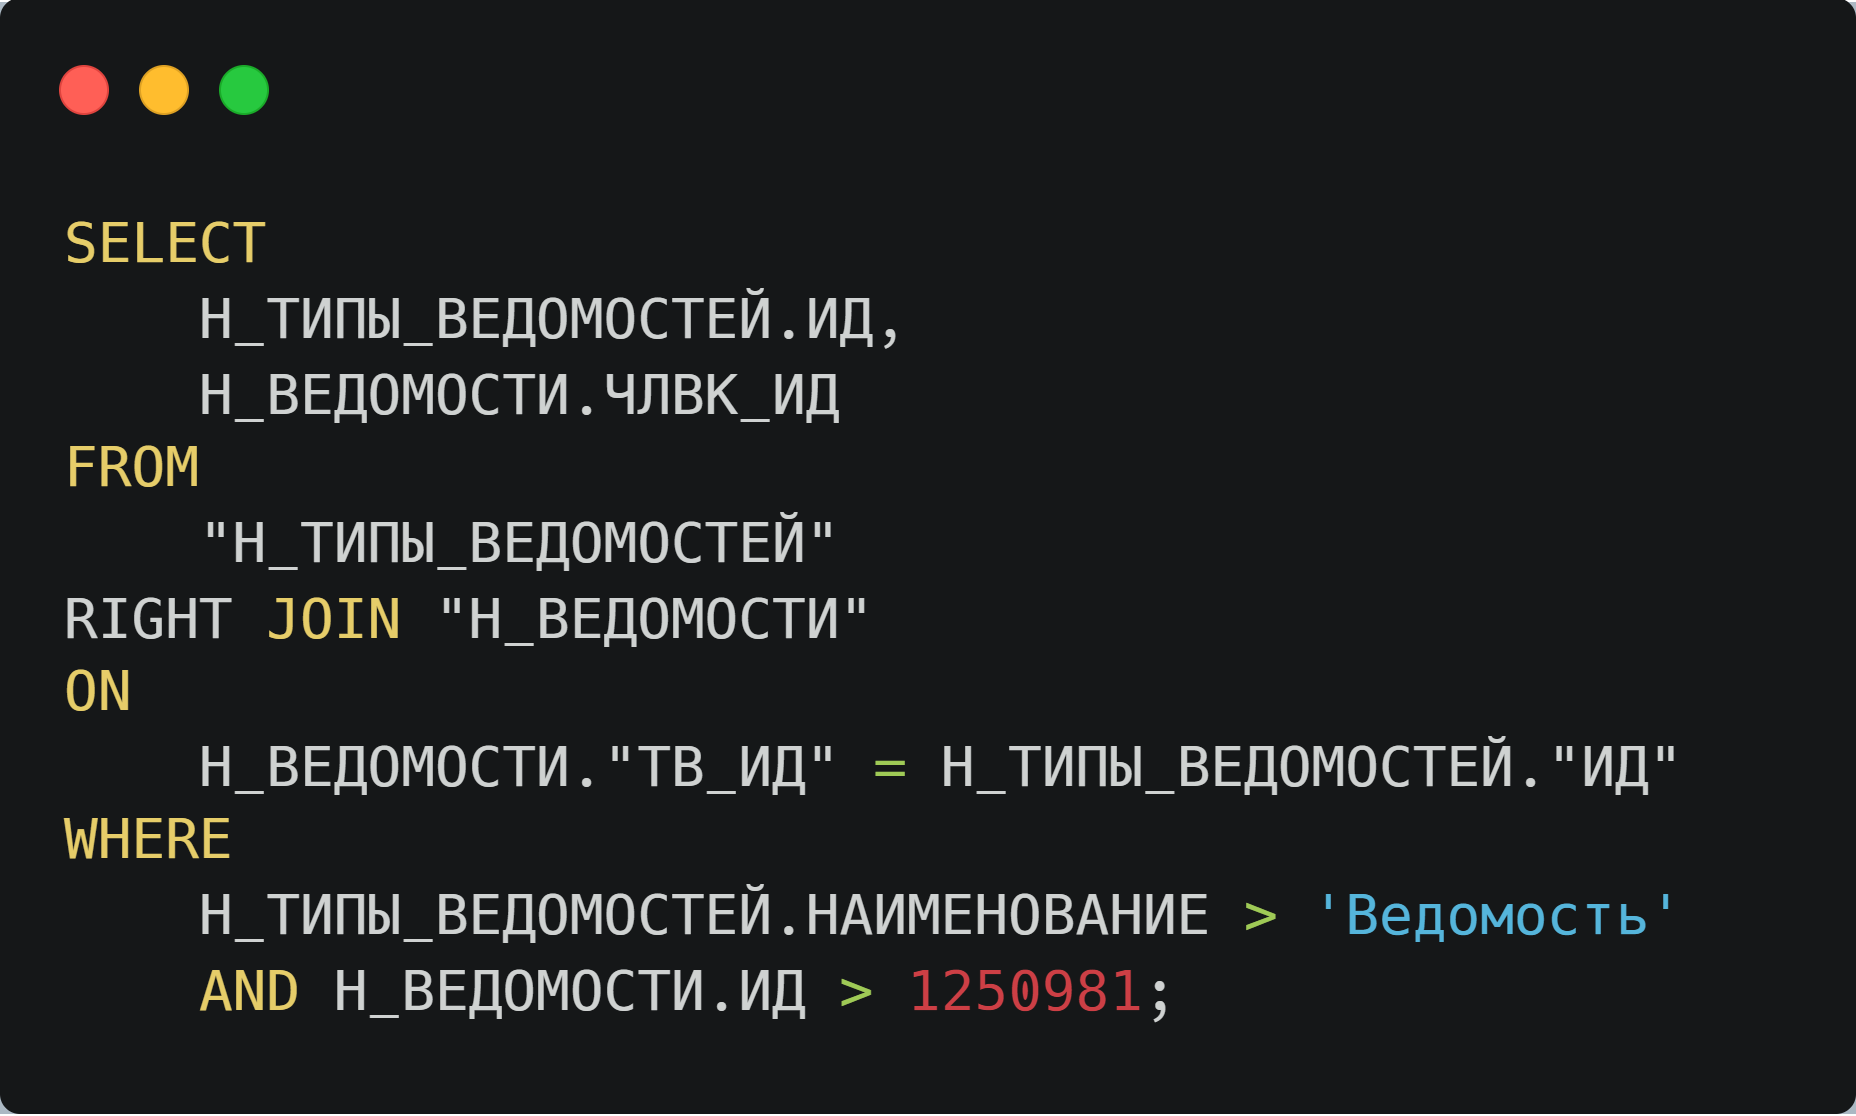 SELECT
    Н_ТИПЫ_ВЕДОМОСТЕЙ.ИД,
    Н_ВЕДОМОСТИ.ЧЛВК_ИД
FROM
    "Н_ТИПЫ_ВЕДОМОСТЕЙ"
RIGHT JOIN "Н_ВЕДОМОСТИ"
ON
    Н_ВЕДОМОСТИ."ТВ_ИД" = Н_ТИПЫ_ВЕДОМОСТЕЙ."ИД"
WHERE
    Н_ТИПЫ_ВЕДОМОСТЕЙ.НАИМЕНОВАНИЕ > 'Ведомость'
    AND Н_ВЕДОМОСТИ.ИД > 1250981;